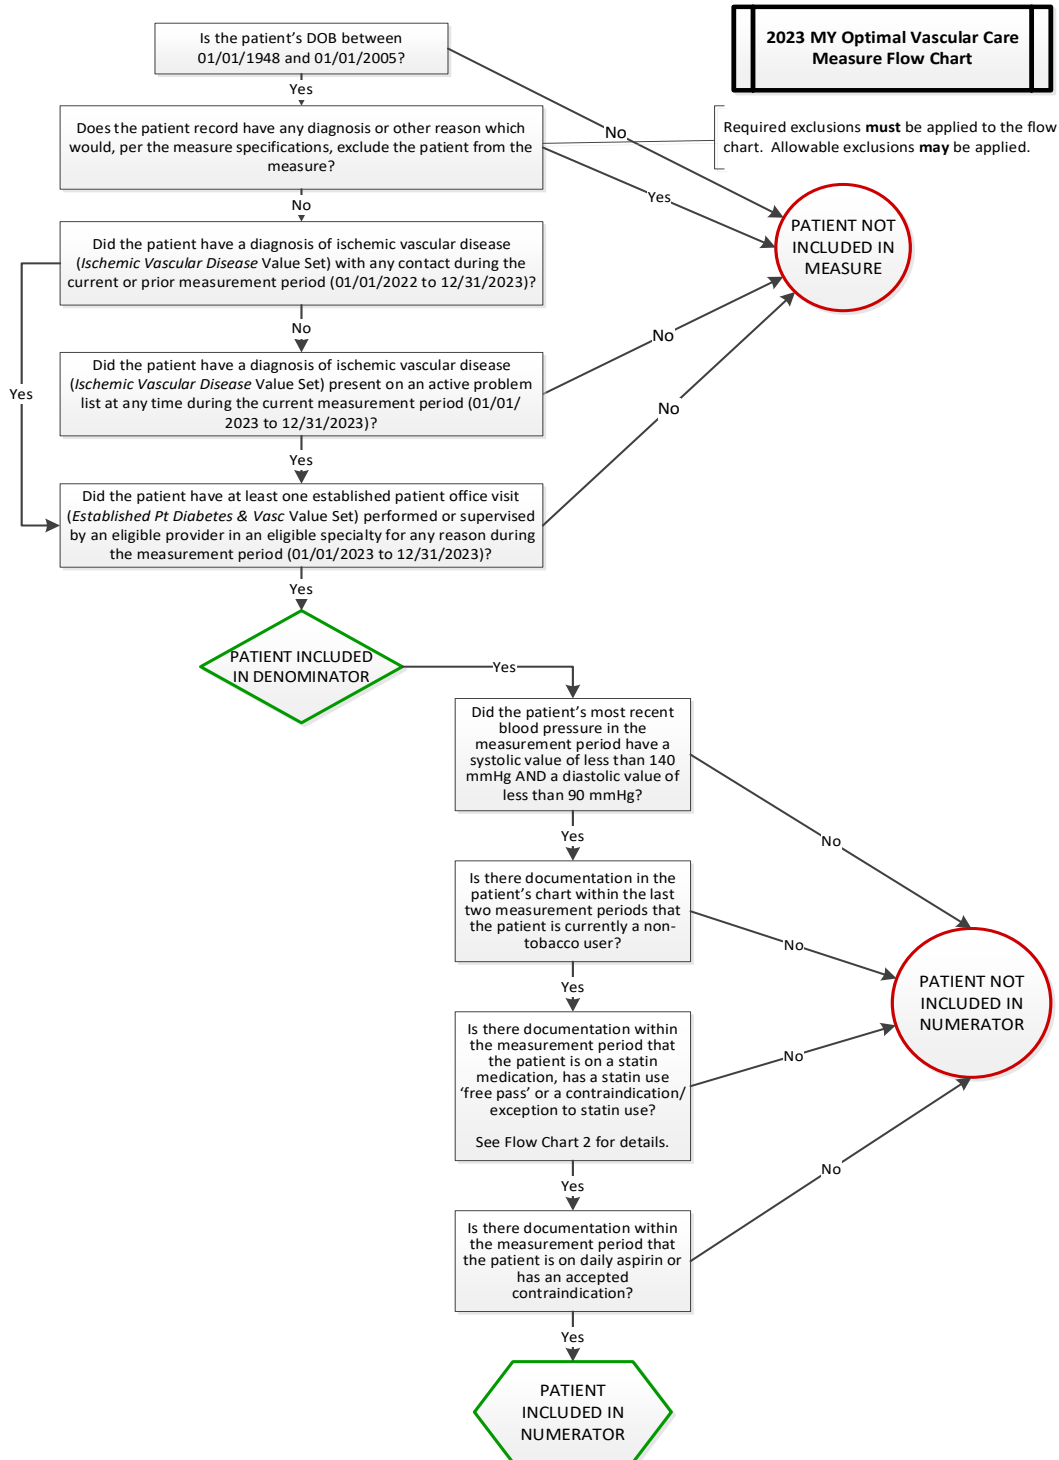 2023 MY Optimal Vascular Care
Measure Flow Chart
Is the patient’s DOB between
01/01/1948 and 01/01/2005?
Yes
No
Does the patient record have any diagnosis or other reason which
would, per the measure specifications, exclude the patient from the
measure?
Required exclusions must be applied to the flow
chart.  Allowable exclusions may be applied.
Yes
No
PATIENT NOT
INCLUDED IN
MEASURE
Did the patient have a diagnosis of ischemic vascular disease
(Ischemic Vascular Disease Value Set) with any contact during the
current or prior measurement period (01/01/2022 to 12/31/2023)?
Yes
No
Did the patient have a diagnosis of ischemic vascular disease
(Ischemic Vascular Disease Value Set) present on an active problem
list at any time during the current measurement period (01/01/
2023 to 12/31/2023)?
No
Yes
Did the patient have at least one established patient office visit
(Established Pt Diabetes & Vasc Value Set) performed or supervised
by an eligible provider in an eligible specialty for any reason during
the measurement period (01/01/2023 to 12/31/2023)?
No
Yes
PATIENT INCLUDED
IN DENOMINATOR
Yes
Did the patient’s most recent
blood pressure in the
measurement period have a
systolic value of less than 140
mmHg AND a diastolic value of
less than 90 mmHg?
No
Yes
Is there documentation in the
patient’s chart within the last
two measurement periods that
the patient is currently a non-
tobacco user?
No
Yes
PATIENT NOT
INCLUDED IN
NUMERATOR
Is there documentation within
the measurement period that
the patient is on a statin
medication, has a statin use
‘free pass’ or a contraindication/
exception to statin use?
See Flow Chart 2 for details.
No
Yes
Is there documentation within
the measurement period that
the patient is on daily aspirin or
has an accepted
contraindication?
No
Yes
PATIENT
INCLUDED IN
NUMERATOR